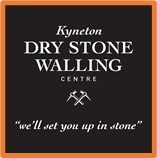 Kyneton
DRY STONE
WALLING
CENTRE
"we'll set you up in stone"